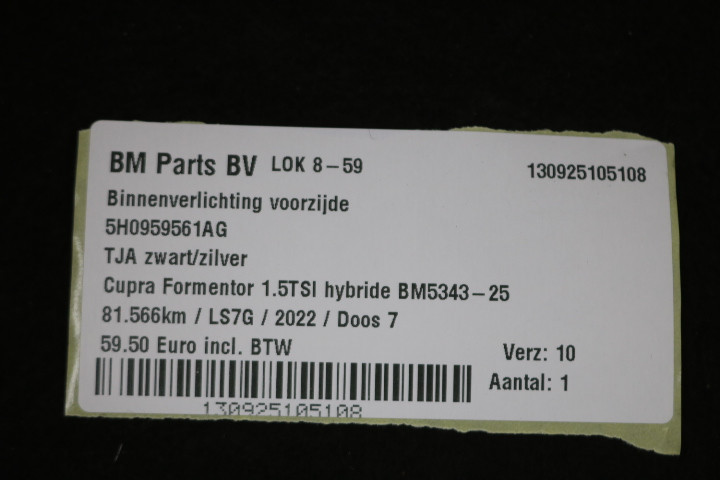 BM Parts BV LOK 8-59 130925105108
Binnenverlichting voorzijde
5H0959561AG
TJA zwart/zilver
Cupra Formentor 1.5TSI hybride BM5343-25
81.566km / LS7G / 2022 / Doos 7
59.50 Euro incl. BTW Verz: 10
Aantal: 1
130925105108